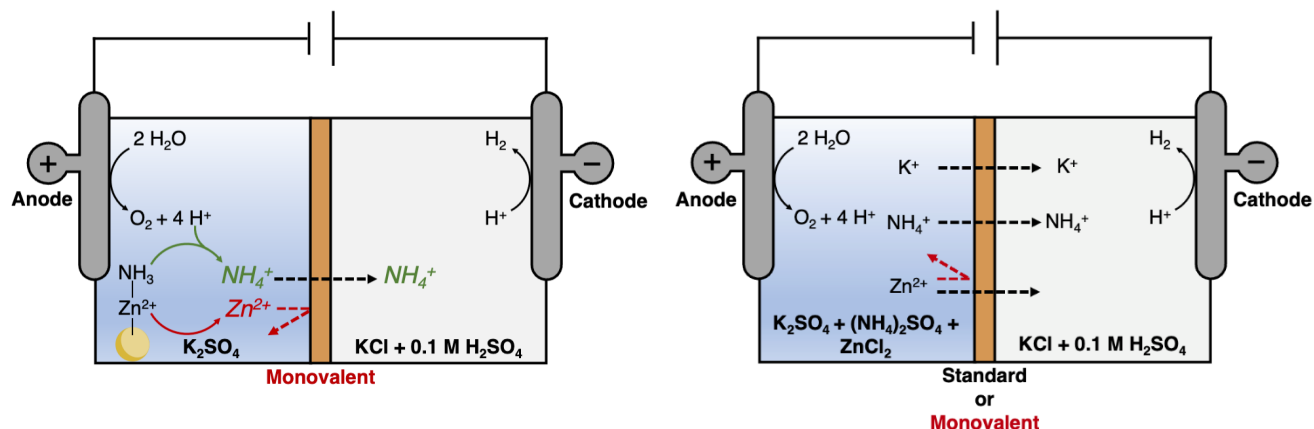 2 H₂O
H₂
+
−
Anode
Cathode
O₂ + 4 H⁺
H⁺
NH₃
NH₄⁺
NH₄⁺
Zn²⁺
Zn²⁺
K₂SO₄
KCl + 0.1 M H₂SO₄
Monovalent
2 H₂O
K⁺
K⁺
H₂
+
−
Anode
Cathode
O₂ + 4 H⁺
NH₄⁺
NH₄⁺
H⁺
Zn²⁺
K₂SO₄ + (NH₄)₂SO₄ +
ZnCl₂
KCl + 0.1 M H₂SO₄
Standard
or
Monovalent